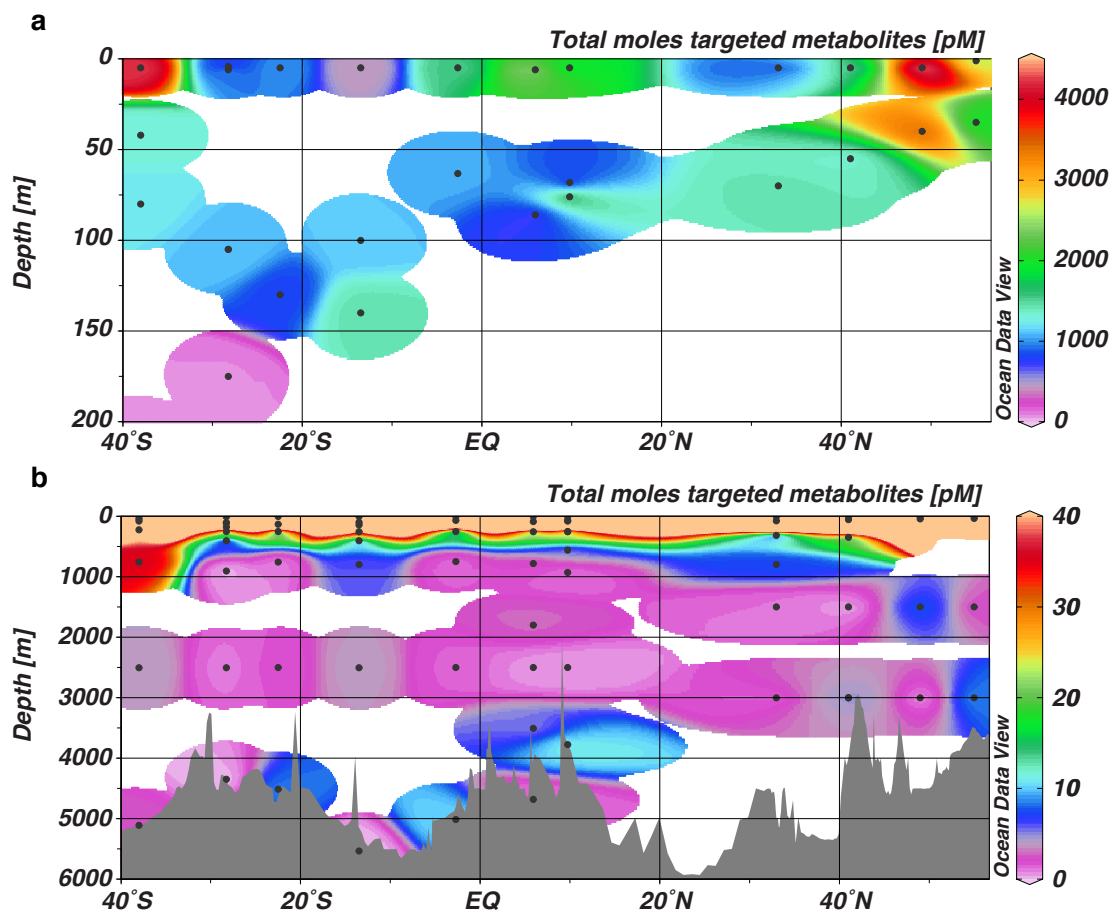 a
Total moles targeted metabolites [pM]
0
50
100
150
200
Depth [m]
40˚S
20˚S
EQ
20˚N
40˚N
Ocean Data View
4000
3000
2000
1000
0
b
Total moles targeted metabolites [pM]
0
1000
2000
3000
4000
5000
6000
Depth [m]
40˚S
20˚S
EQ
20˚N
40˚N
Ocean Data View
40
30
20
10
0